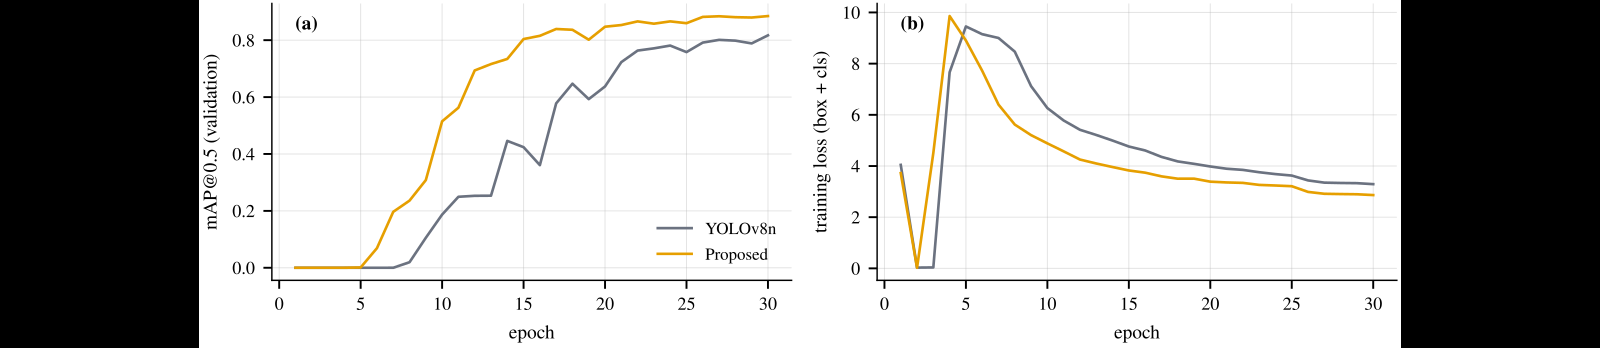 (a)
mAP@0.5 (validation)
0.8
0.6
0.4
0.2
0.0
YOLOv8n
Proposed
0 5 10 15 20 25 30
epoch
(b)
training loss (box + cls)
10
8
6
4
2
0
0 5 10 15 20 25 30
epoch